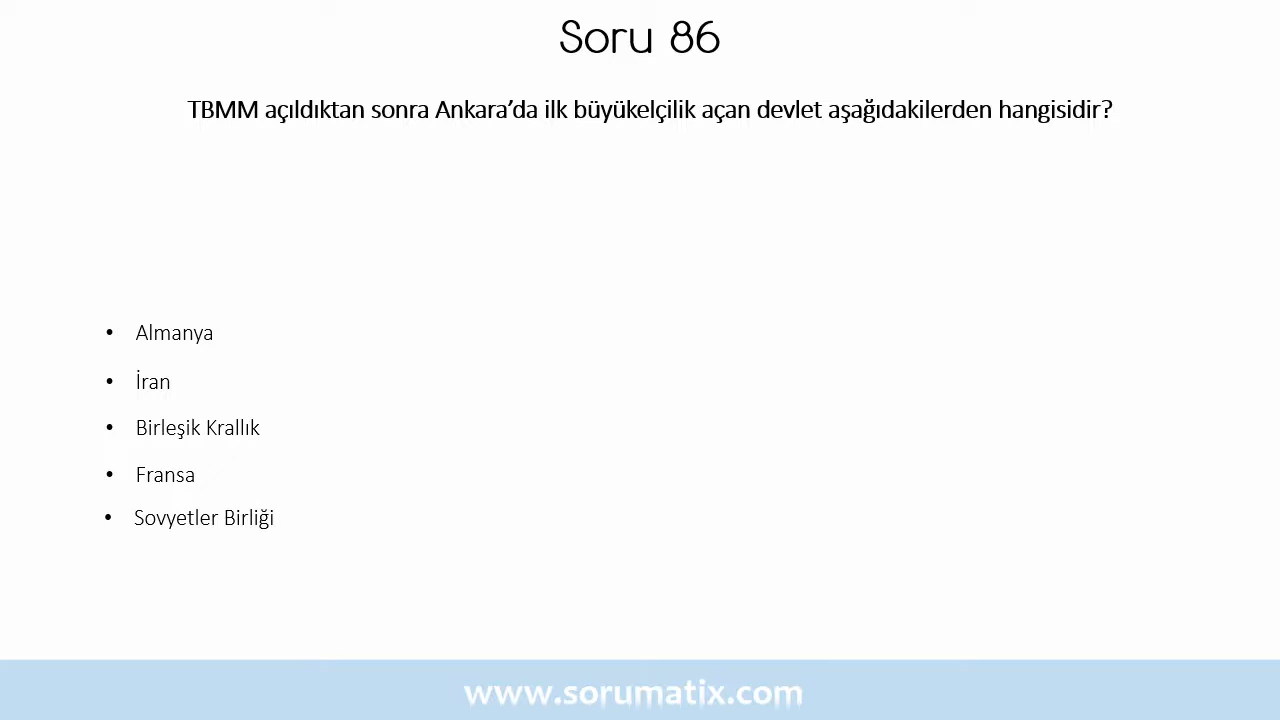 Soru 86
TBMM açıldıktan sonra Ankara’da ilk büyükelçilik açan devlet aşağıdakilerden hangisidir?
• Almanya
• İran
• Birleşik Krallık
• Fransa
• Sovyetler Birliği
www.sorumatix.com